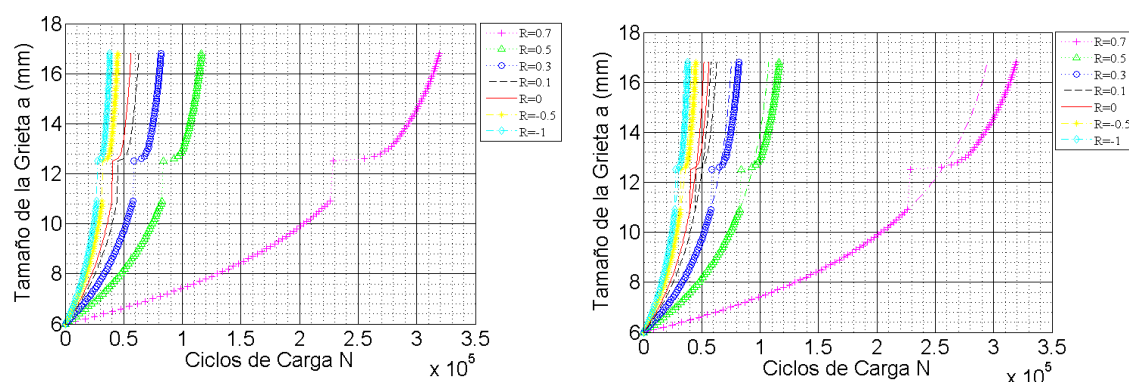 18
16
14
12
10
8
6
Tamaño de la Grieta a (mm)
0
0.5
1
1.5
2
2.5
3
3.5
Ciclos de Carga N
x 10^5
R=0.7
R=0.5
R=0.3
R=0.1
R=0
R=-0.5
R=-1
18
16
14
12
10
8
6
Tamaño de la Grieta a (mm)
0
0.5
1
1.5
2
2.5
3
3.5
Ciclos de Carga N
x 10^5
R=0.7
R=0.5
R=0.3
R=0.1
R=0
R=-0.5
R=-1